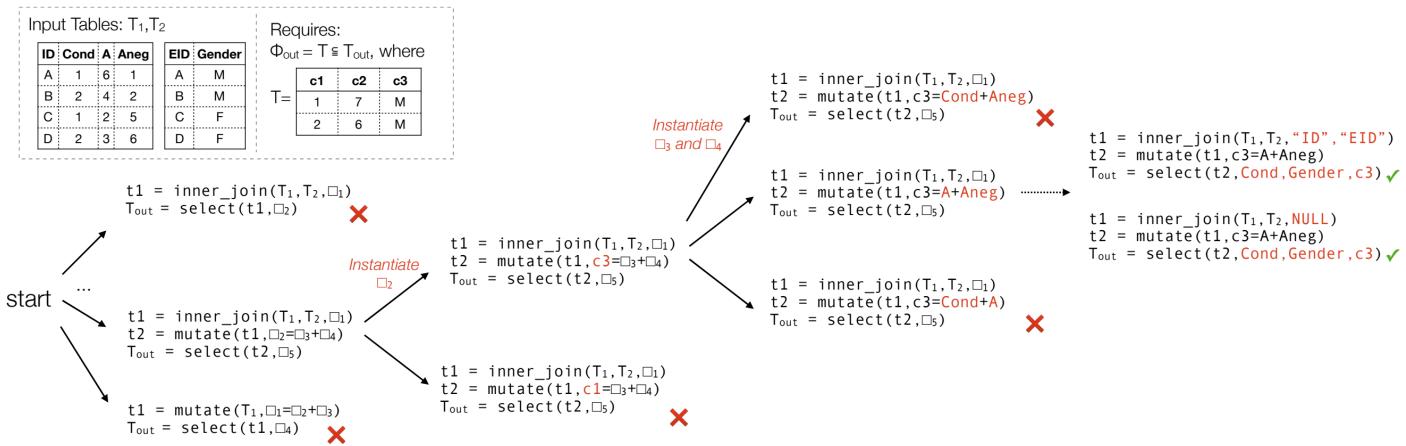 Input Tables: T₁,T₂
ID Cond A Aneg
A 1 6 1
B 2 4 2
C 1 2 5
D 2 3 6
EID Gender
A M
B M
C F
D F
Requires:
Φout = T ⊆ Tout, where
T=
c1 c2 c3
1 7 M
2 6 M
start
...
t1 = inner_join(T₁,T₂,□₁)
Tout = select(t1,□₂)
t1 = inner_join(T₁,T₂,□₁)
t2 = mutate(t1,□₂=□₃+□₄)
Tout = select(t2,□₅)
t1 = mutate(T₁,□₁=□₂+□₃)
Tout = select(t1,□₄)
Instantiate
□₂
t1 = inner_join(T₁,T₂,□₁)
t2 = mutate(t1,c3=□₃+□₄)
Tout = select(t2,□₅)
t1 = inner_join(T₁,T₂,□₁)
t2 = mutate(t1,c1=□₃+□₄)
Tout = select(t2,□₅)
Instantiate
□₃ and □₄
t1 = inner_join(T₁,T₂,□₁)
t2 = mutate(t1,c3=Cond+Aneg)
Tout = select(t2,□₅)
t1 = inner_join(T₁,T₂,□₁)
t2 = mutate(t1,c3=A+Aneg)
Tout = select(t2,□₅)
t1 = inner_join(T₁,T₂,□₁)
t2 = mutate(t1,c3=Cond+A)
Tout = select(t2,□₅)
t1 = inner_join(T₁,T₂,“ID”,“EID”)
t2 = mutate(t1,c3=A+Aneg)
Tout = select(t2,Cond,Gender,c3)
t1 = inner_join(T₁,T₂,NULL)
t2 = mutate(t1,c3=A+Aneg)
Tout = select(t2,Cond,Gender,c3)